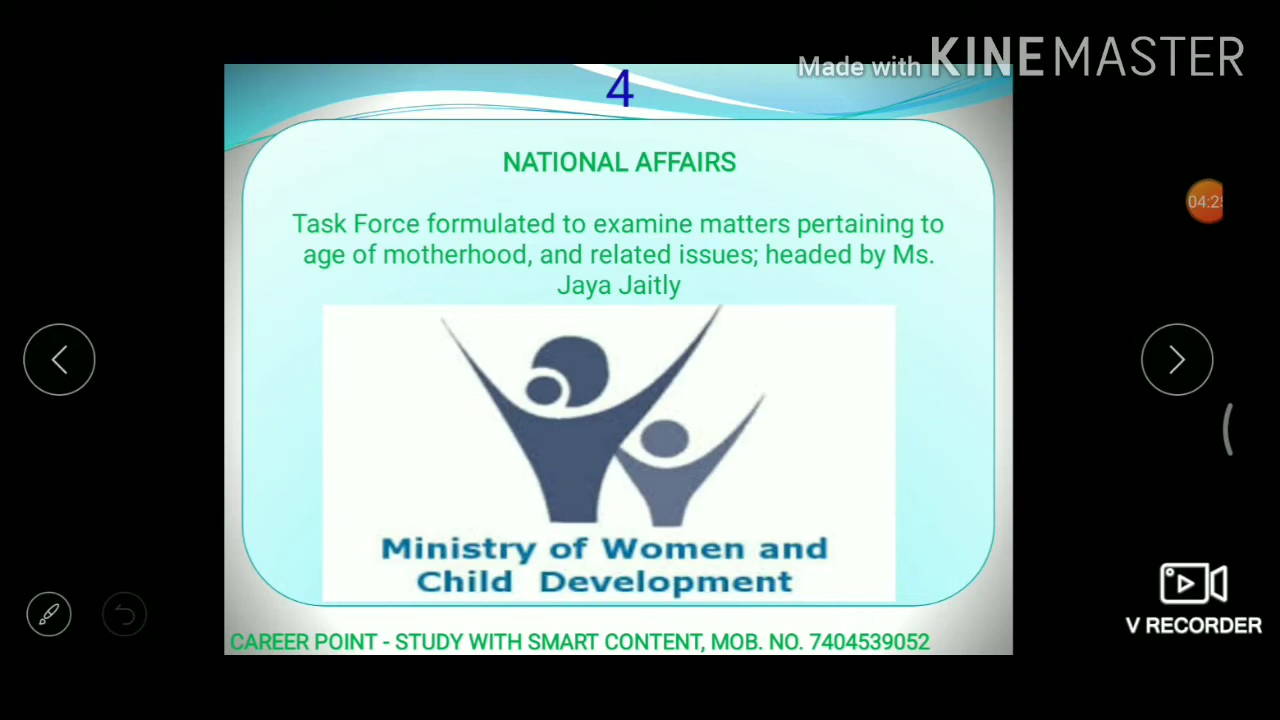 Made with KINEMASTER
4
NATIONAL AFFAIRS
Task Force formulated to examine matters pertaining to
age of motherhood, and related issues; headed by Ms.
Jaya Jaitly
Ministry of Women and
Child Development
CAREER POINT - STUDY WITH SMART CONTENT, MOB. NO. 7404539052
V RECORDER